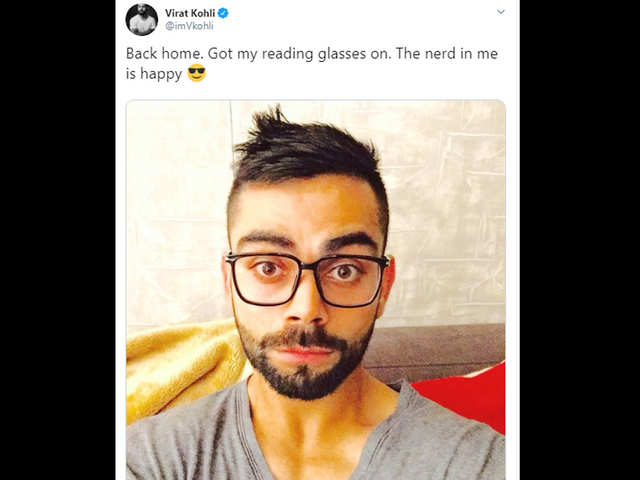 Virat Kohli
@imVkohli
Back home. Got my reading glasses on. The nerd in me
is happy 😎